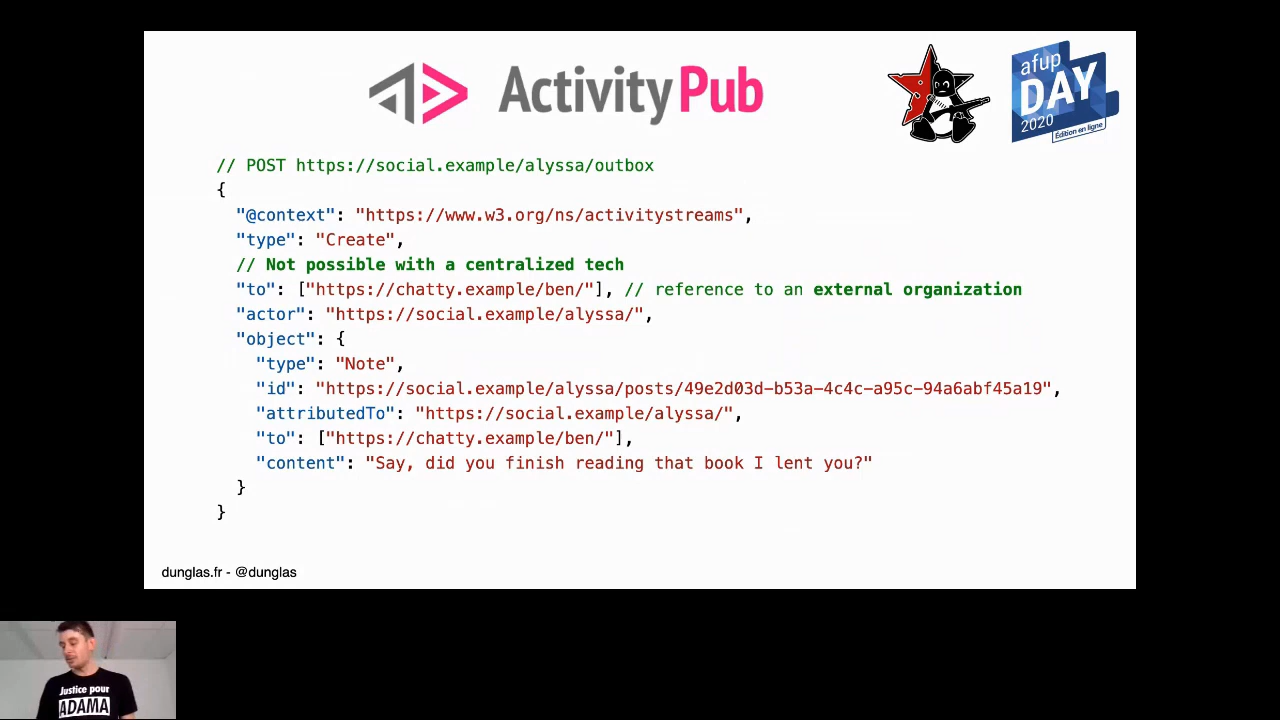 ActivityPub
afup
DAY
2020
Édition en ligne
// POST https://social.example/alyssa/outbox
{
"@context": "https://www.w3.org/ns/activitystreams",
"type": "Create",
// Not possible with a centralized tech
"to": ["https://chatty.example/ben/"], // reference to an external organization
"actor": "https://social.example/alyssa/",
"object": {
"type": "Note",
"id": "https://social.example/alyssa/posts/49e2d03d-b53a-4c4c-a95c-94a6abf45a19",
"attributedTo": "https://social.example/alyssa/",
"to": ["https://chatty.example/ben/"],
"content": "Say, did you finish reading that book I lent you?"
}
}
dunglas.fr - @dunglas
Justice pour
ADAMA